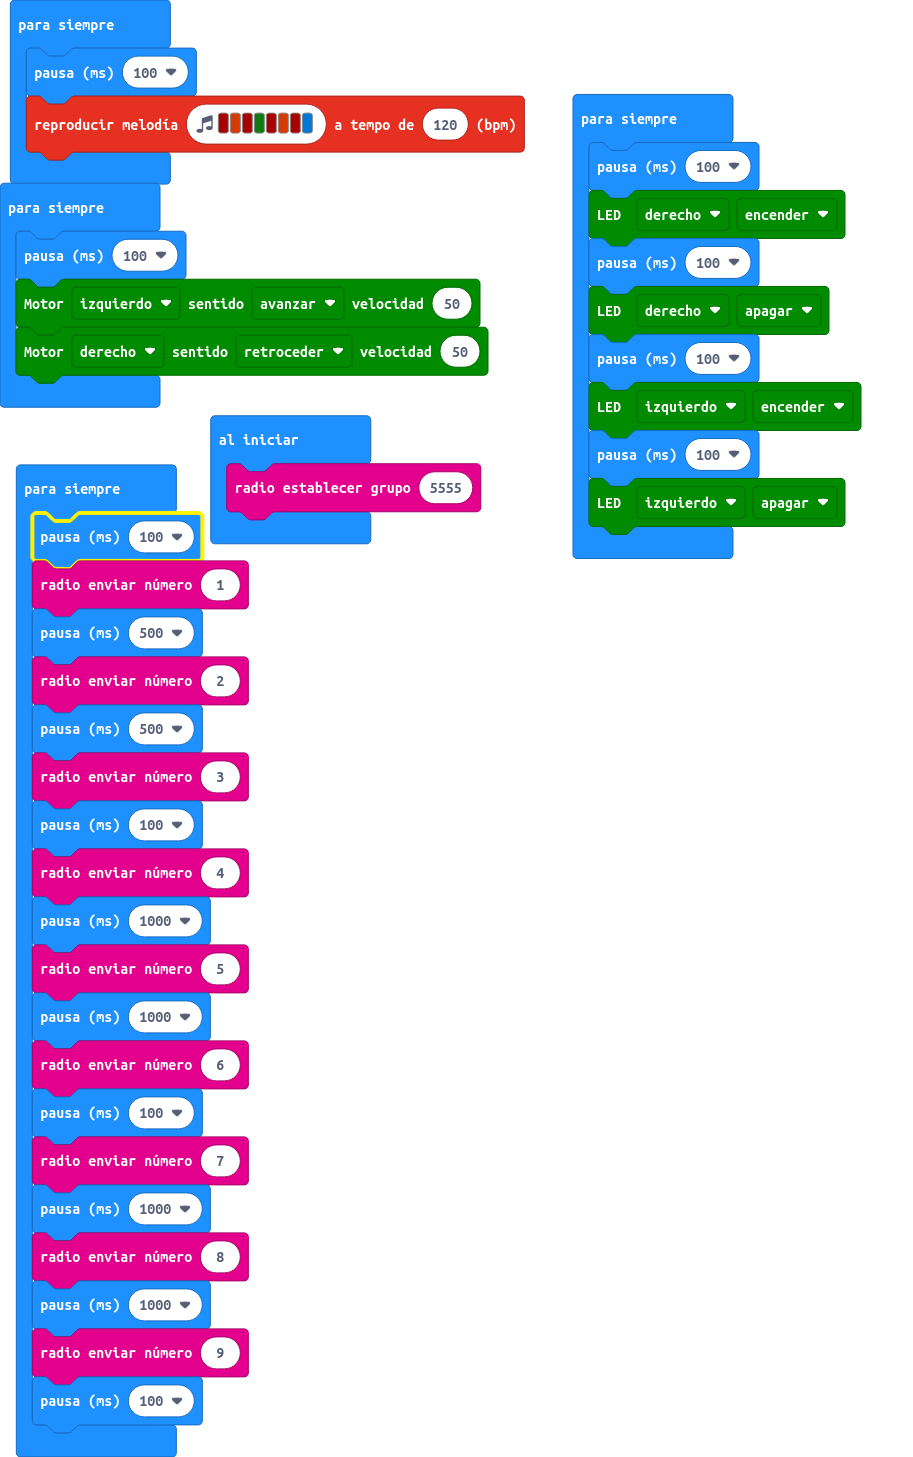 para siempre
pausa (ms) 100
reproducir melodía a tempo de 120 (bpm)
para siempre
pausa (ms) 100
Motor izquierdo sentido avanzar velocidad 50
Motor derecho sentido retroceder velocidad 50
al iniciar
radio establecer grupo 5555
para siempre
pausa (ms) 100
radio enviar número 1
pausa (ms) 500
radio enviar número 2
pausa (ms) 500
radio enviar número 3
pausa (ms) 100
radio enviar número 4
pausa (ms) 1000
radio enviar número 5
pausa (ms) 1000
radio enviar número 6
pausa (ms) 100
radio enviar número 7
pausa (ms) 1000
radio enviar número 8
pausa (ms) 1000
radio enviar número 9
pausa (ms) 100
para siempre
pausa (ms) 100
LED derecho encender
pausa (ms) 100
LED derecho apagar
pausa (ms) 100
LED izquierdo encender
pausa (ms) 100
LED izquierdo apagar